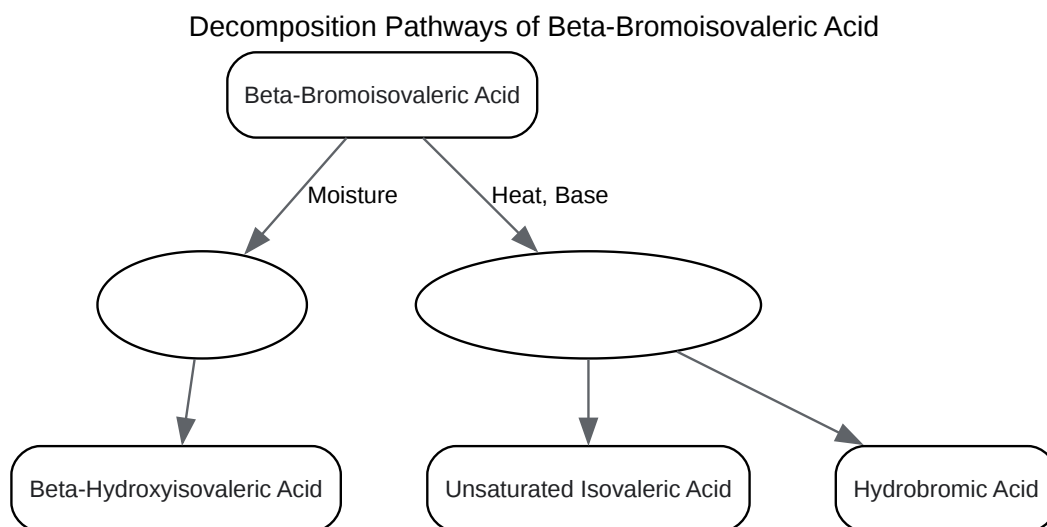 Decomposition Pathways of Beta-Bromoisovaleric Acid
Beta-Bromoisovaleric Acid
Moisture
Heat, Base
Beta-Hydroxyisovaleric Acid
Unsaturated Isovaleric Acid
Hydrobromic Acid